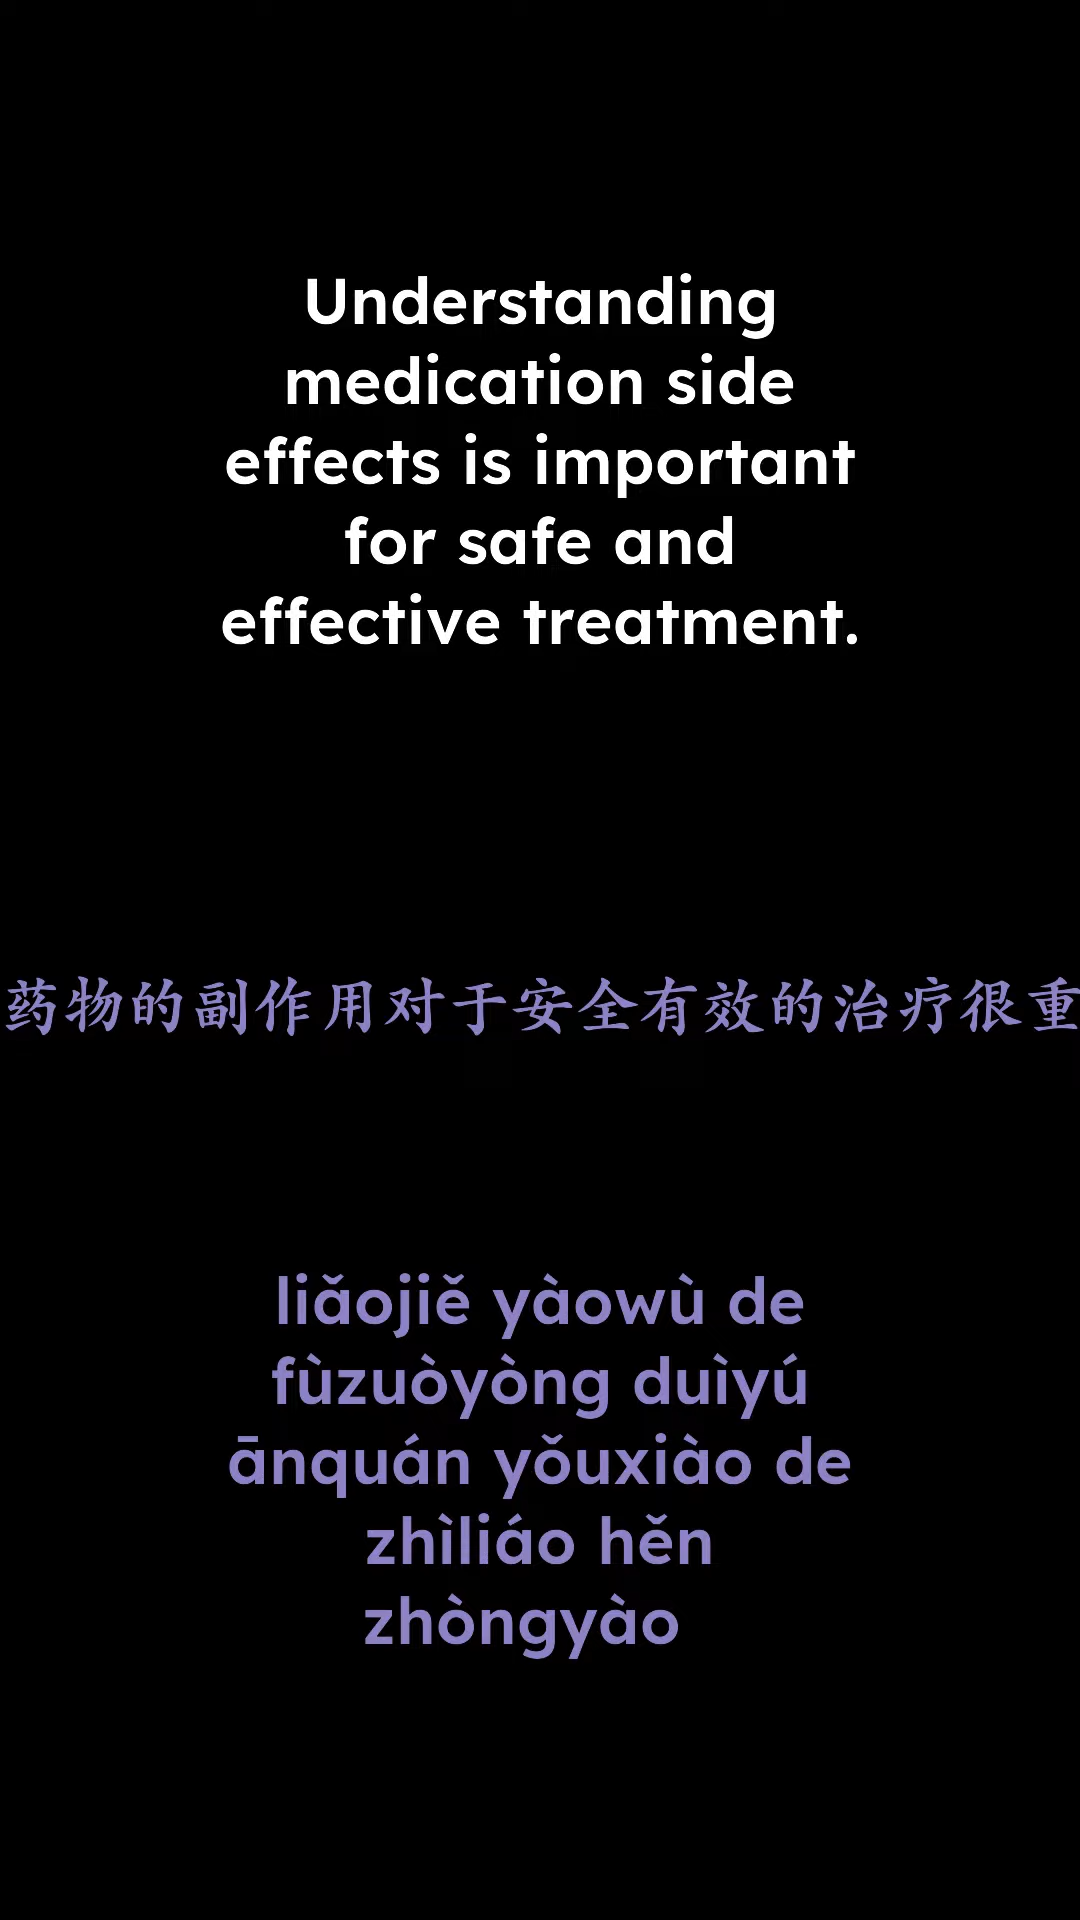 Understanding
medication side
effects is important
for safe and
effective treatment.
药物的副作用对于安全有效的治疗很重
liǎojiě yàowù de
fùzuòyòng duìyú
ānquán yǒuxiào de
zhìliáo hěn
zhòngyào